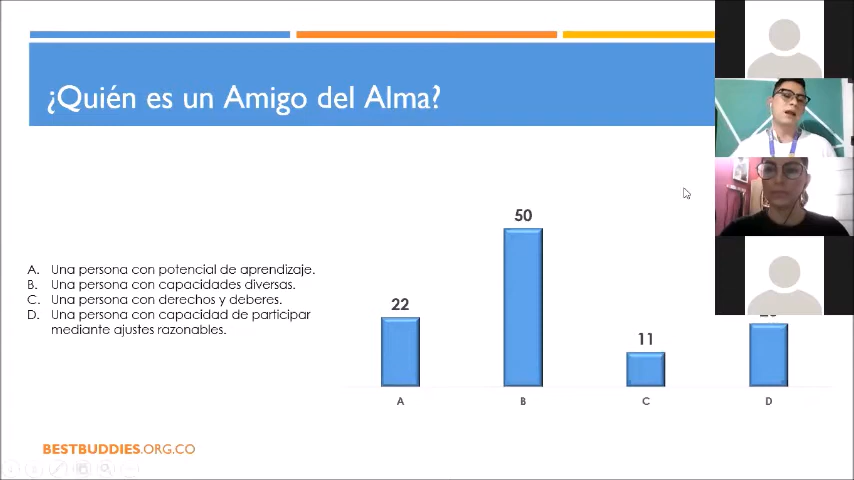 ¿Quién es un Amigo del Alma?
A. Una persona con potencial de aprendizaje.
B. Una persona con capacidades diversas.
C. Una persona con derechos y deberes.
D. Una persona con capacidad de participar
mediante ajustes razonables.
50
22
11
A B C D
BESTBUDDIES.ORG.CO